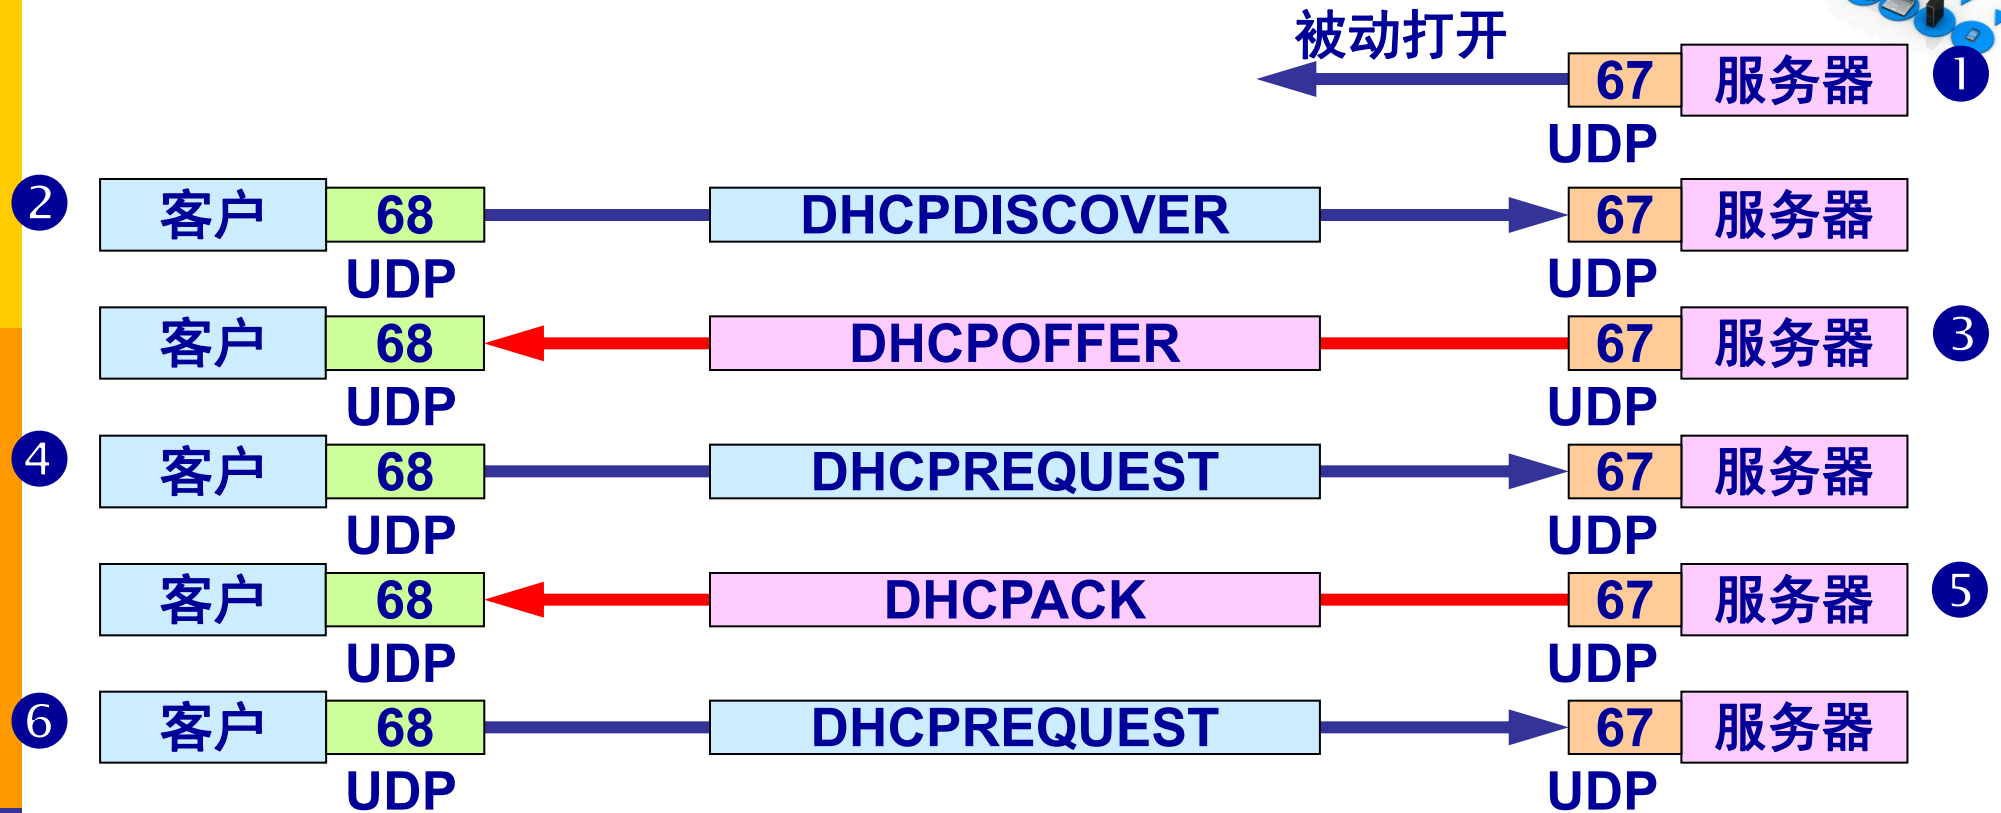 被动打开
67 服务器 ❶
UDP
❷ 客户 68 DHCPDISCOVER 67 服务器
UDP UDP
客户 68 DHCPOFFER 67 服务器 ❸
UDP UDP
❹ 客户 68 DHCPREQUEST 67 服务器
UDP UDP
客户 68 DHCPACK 67 服务器 ❺
UDP UDP
❻ 客户 68 DHCPREQUEST 67 服务器
UDP UDP